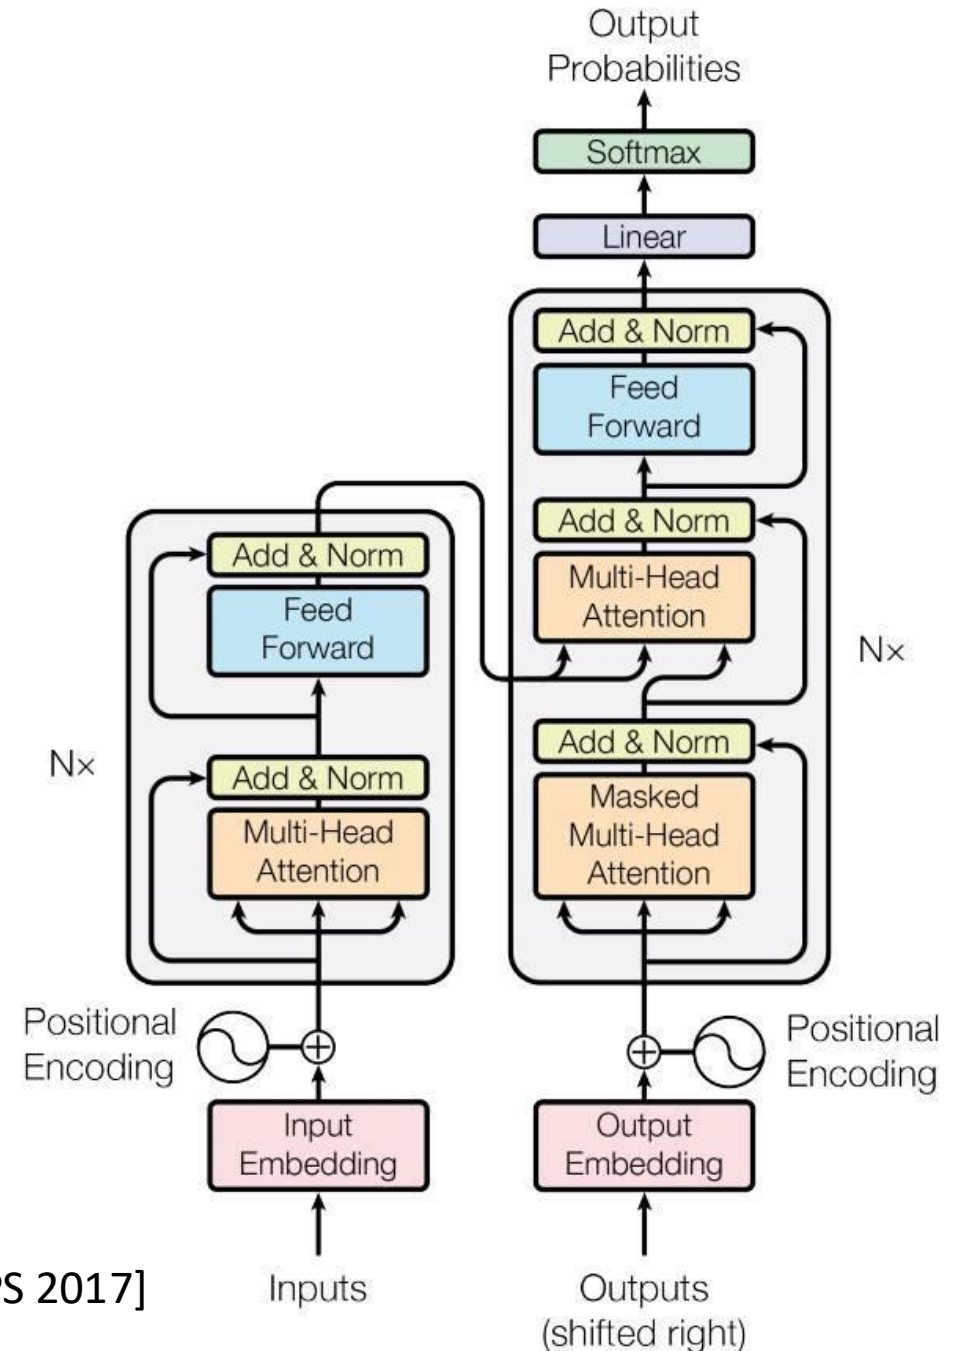 Output
Probabilities
Softmax
Linear
Add & Norm
Feed
Forward
Add & Norm
Multi-Head
Attention
Nx
Add & Norm
Masked
Multi-Head
Attention
Add & Norm
Feed
Forward
Nx
Add & Norm
Multi-Head
Attention
Positional
Encoding
Positional
Encoding
Input
Embedding
Output
Embedding
PS 2017]
Inputs
Outputs
(shifted right)